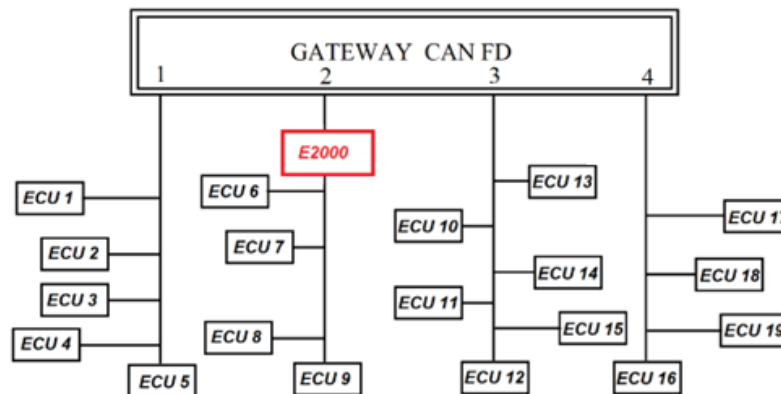 GATEWAY CAN FD
1 2 3 4
E2000
ECU 1
ECU 2
ECU 3
ECU 4
ECU 5
ECU 6
ECU 7
ECU 8
ECU 9
ECU 13
ECU 10
ECU 14
ECU 11
ECU 15
ECU 12
ECU 17
ECU 18
ECU 19
ECU 16